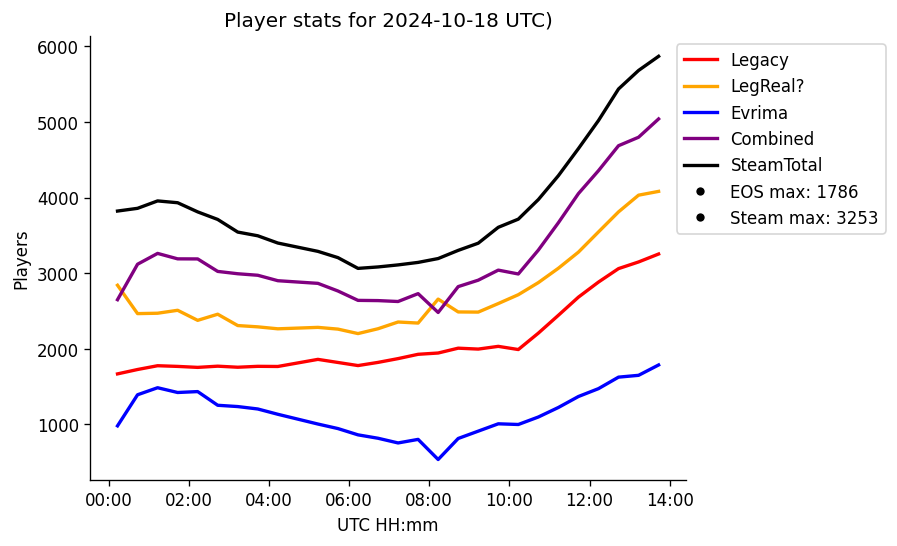 Player stats for 2024-10-18 UTC)
6000
5000
4000
3000
2000
1000
Players
00:00 02:00 04:00 06:00 08:00 10:00 12:00 14:00
UTC HH:mm
Legacy
LegReal?
Evrima
Combined
SteamTotal
EOS max: 1786
Steam max: 3253